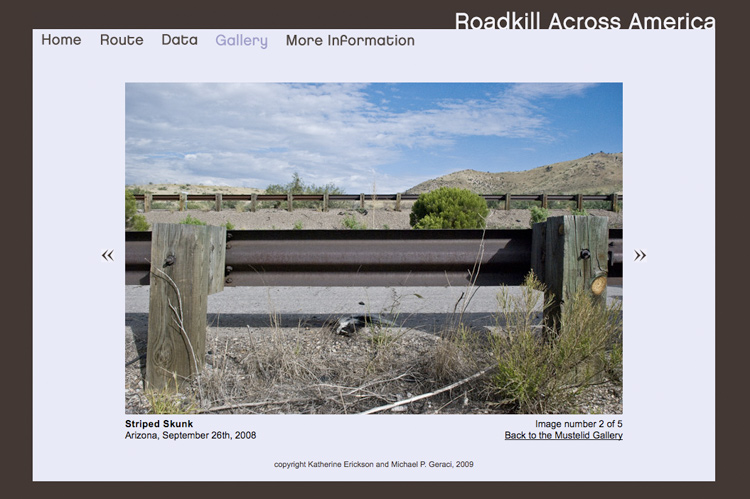 Roadkill Across America
Home Route Data Gallery More Information
«
»
Striped Skunk
Arizona, September 26th, 2008
Image number 2 of 5
Back to the Mustelid Gallery
copyright Katherine Erickson and Michael P. Geraci, 2009